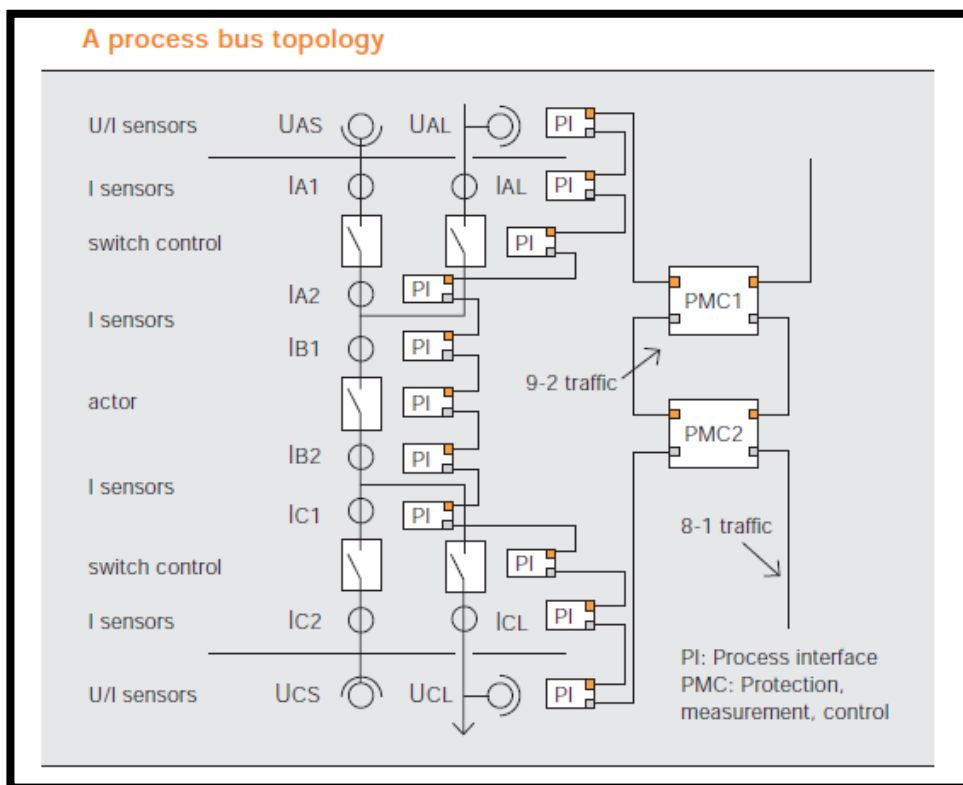 A process bus topology
U/I sensors UAS UAL PI
I sensors IA1 IAL PI
switch control PI
IA2 PI
PMC1
I sensors
IB1 PI
9-2 traffic
actor PI
PMC2
IB2 PI
I sensors
IC1 PI
8-1 traffic
switch control PI
I sensors IC2 ICL PI
PI: Process interface
U/I sensors UCS UCL PI
PMC: Protection,
measurement, control